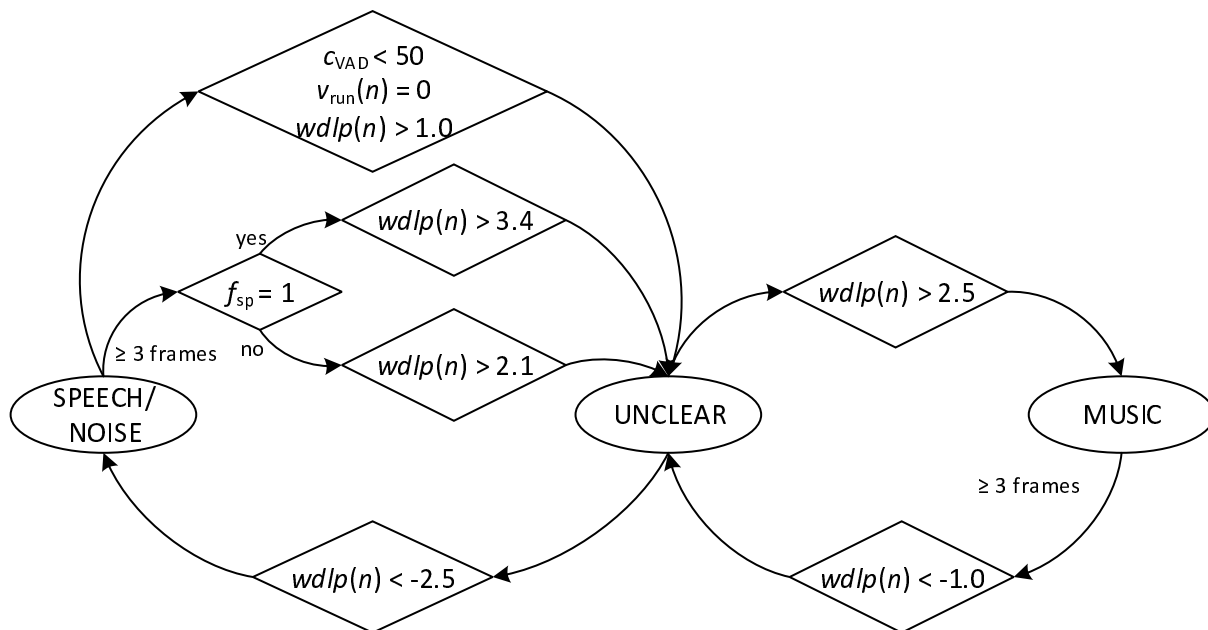 c_VAD < 50
v_run(n) = 0
wdlp(n) > 1.0
yes
wdlp(n) > 3.4
f_sp = 1
wdlp(n) > 2.5
≥ 3 frames
no
wdlp(n) > 2.1
SPEECH/
NOISE
UNCLEAR
MUSIC
≥ 3 frames
wdlp(n) < -2.5
wdlp(n) < -1.0